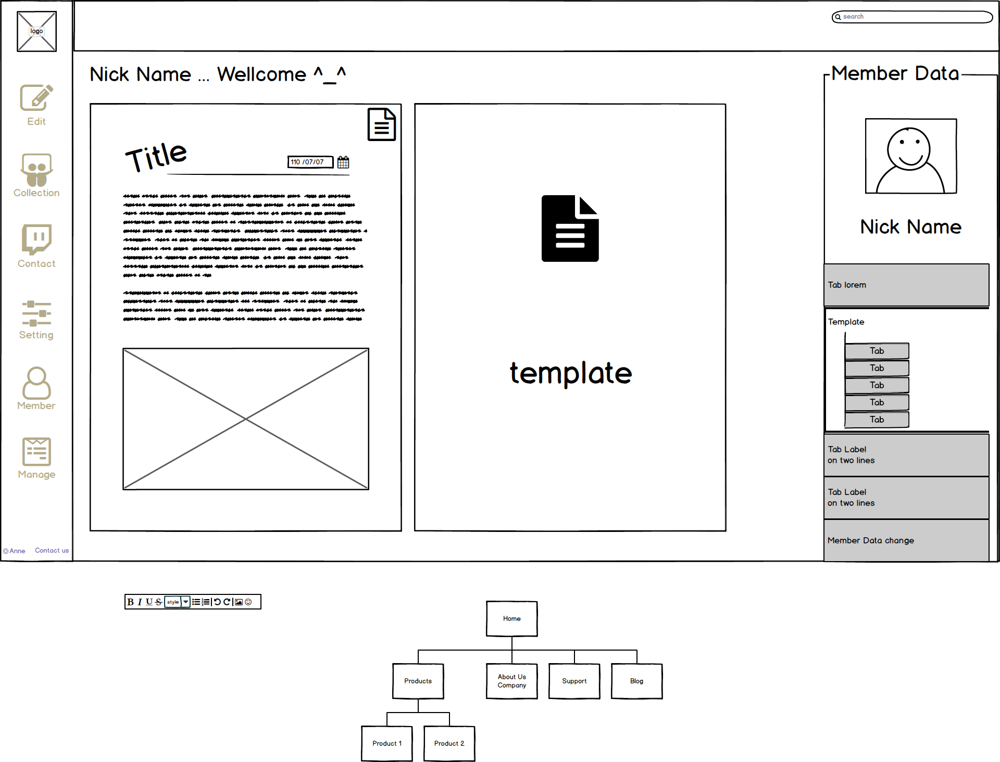 logo
search
Edit
Collection
Contact
Setting
Member
Manage
Anne
Contact us
Nick Name ... Wellcome ^_^
Title
110 /07/07
template
Member Data
Nick Name
Tab lorem
Template
Tab
Tab
Tab
Tab
Tab
Tab Label
on two lines
Tab Label
on two lines
Member Data change
B I U S style
Home
Products
About Us
Company
Support
Blog
Product 1
Product 2